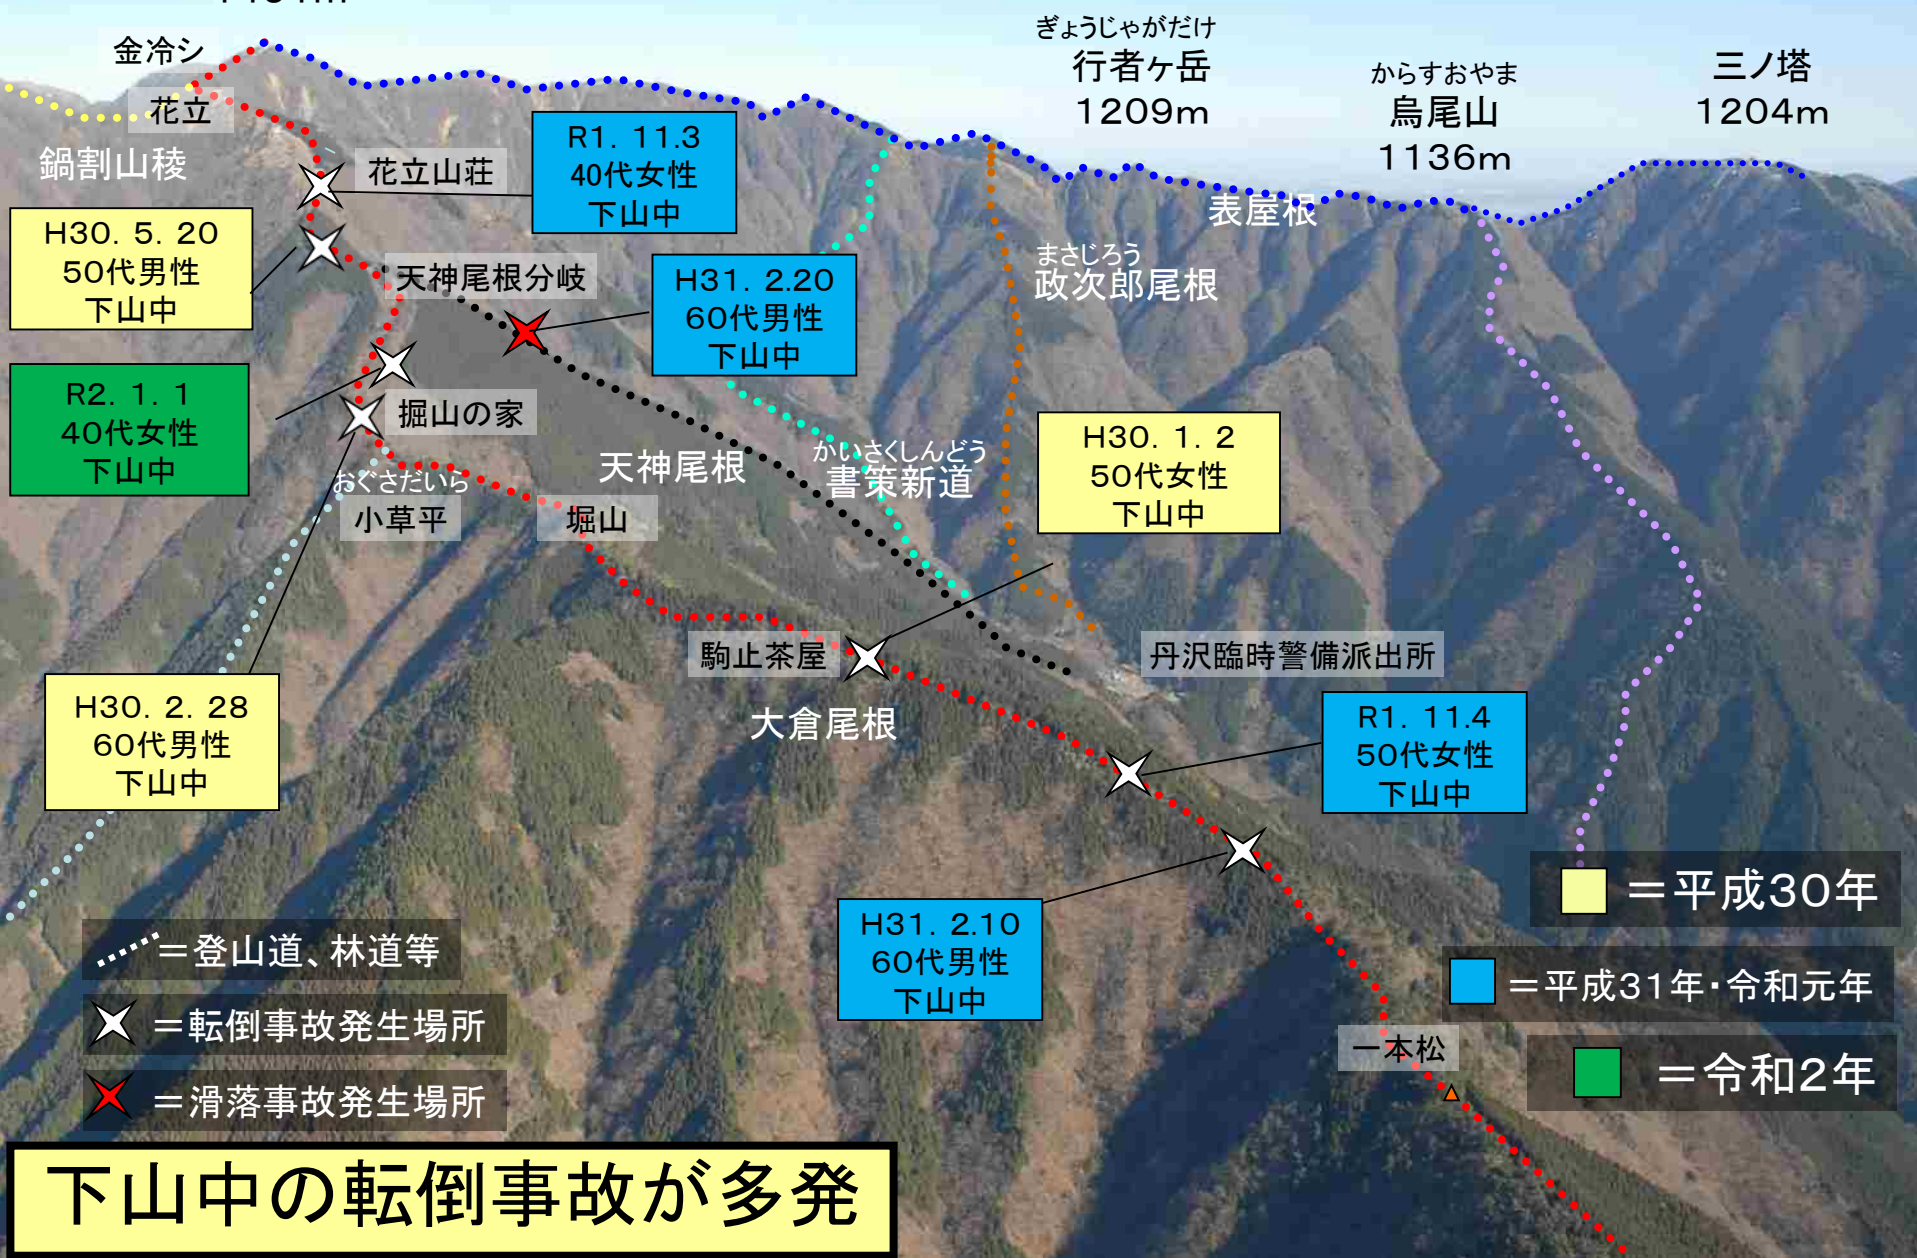 金冷シ
花立
鍋割山稜
花立山荘
ぎょうじゃがだけ
行者ヶ岳
1209m
からすおやま
烏尾山
1136m
三ノ塔
1204m
表屋根
R1. 11.3
40代女性
下山中
H30. 5. 20
50代男性
下山中
天神尾根分岐
H31. 2.20
60代男性
下山中
まさじろう
政次郎尾根
R2. 1. 1
40代女性
下山中
掘山の家
天神尾根
かいさくしんどう
書策新道
H30. 1. 2
50代女性
下山中
おぐさだいら
小草平
堀山
駒止茶屋
丹沢臨時警備派出所
大倉尾根
H30. 2. 28
60代男性
下山中
R1. 11.4
50代女性
下山中
H31. 2.10
60代男性
下山中
一本松
＝登山道、林道等
＝転倒事故発生場所
＝滑落事故発生場所
＝平成30年
＝平成31年・令和元年
＝令和2年
下山中の転倒事故が多発